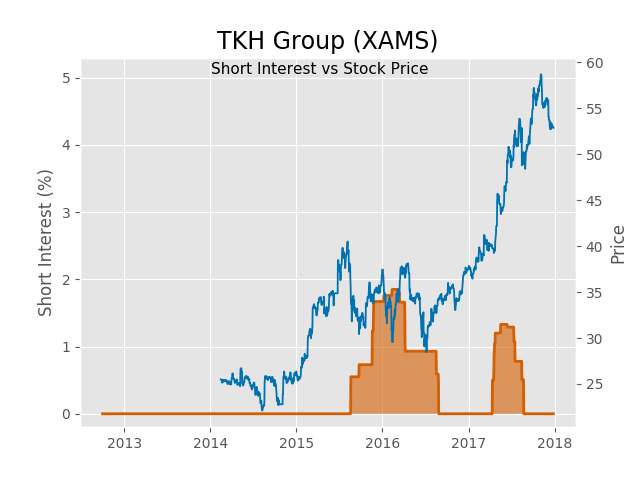 TKH Group (XAMS)
Short Interest vs Stock Price
Short Interest (%)
5
4
3
2
1
0
60
55
50
45
40
35
30
25
Price
2013 2014 2015 2016 2017 2018